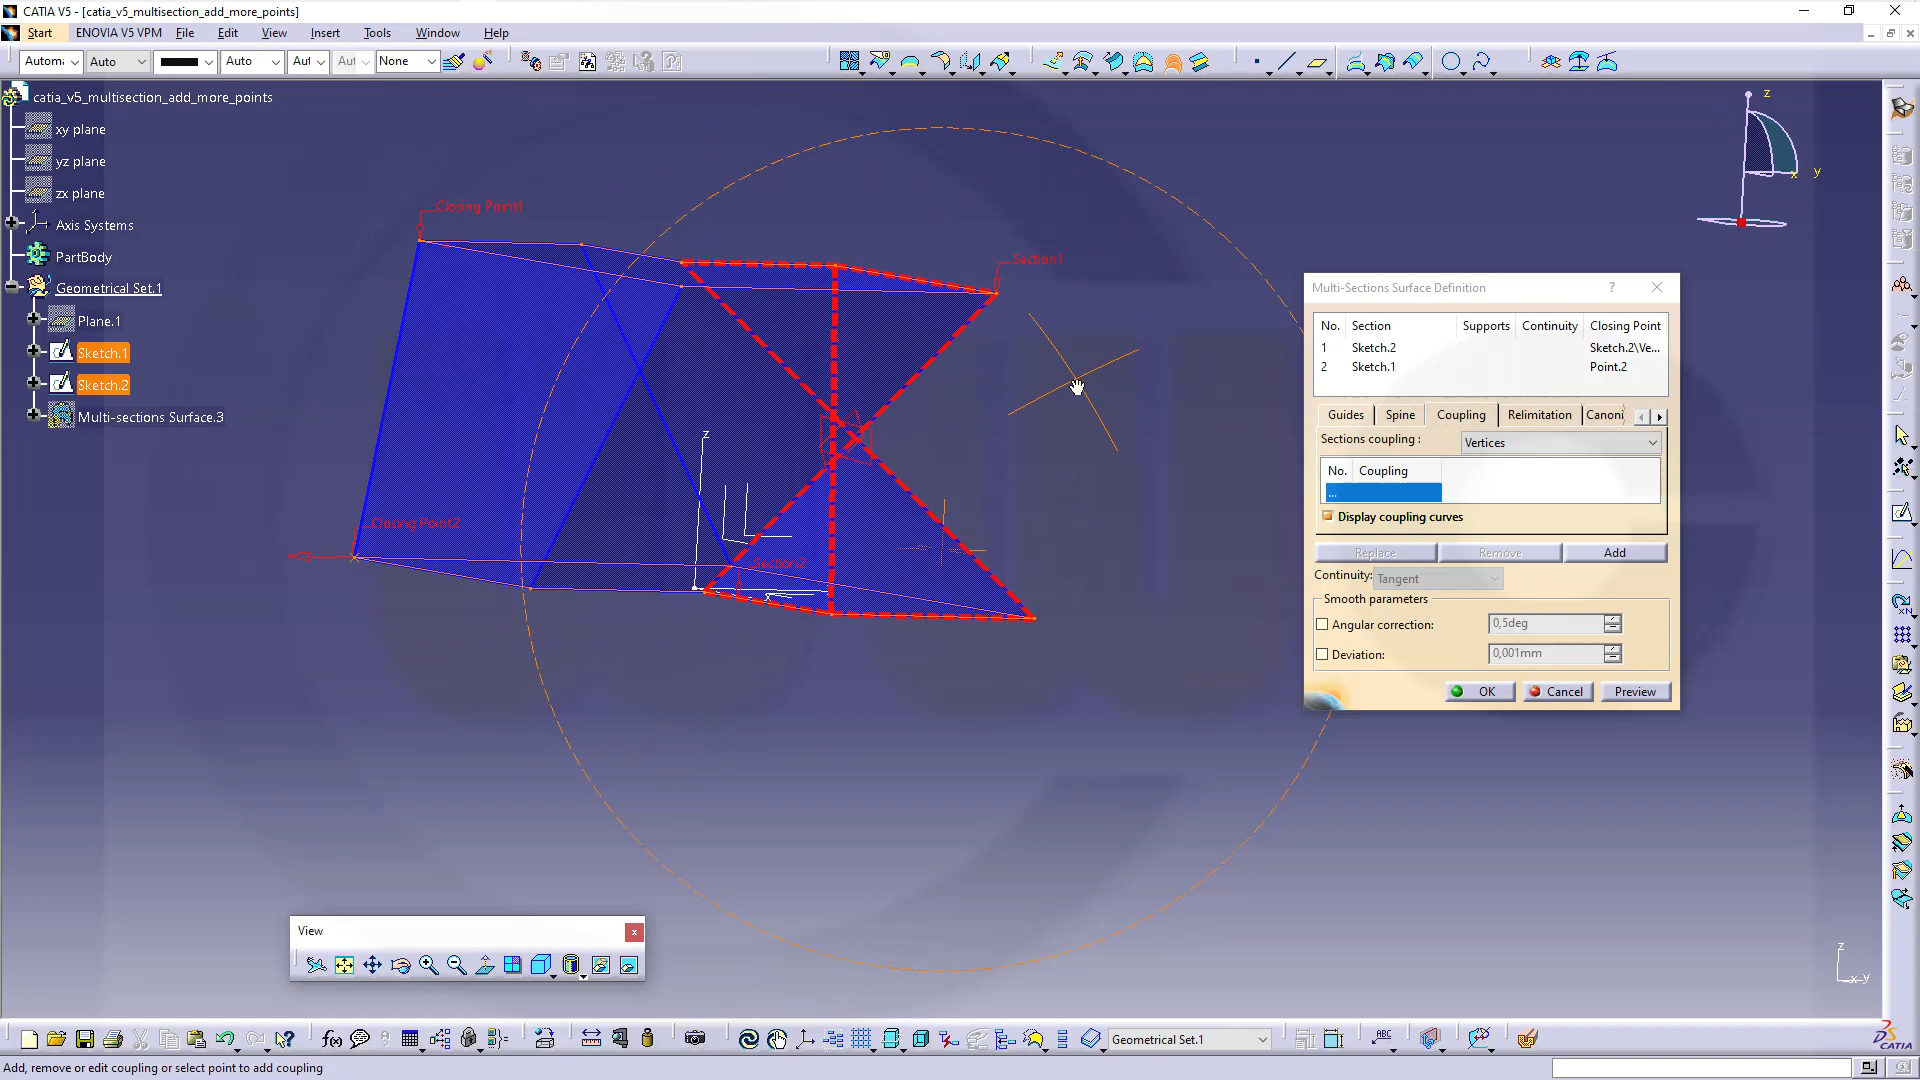 CATIA V5 - [catia_v5_multisection_add_more_points]
Start ENOVIA V5 VPM File Edit View Insert Tools Window Help
Automa Auto Auto Aut Aut None
catia_v5_multisection_add_more_points
xy plane
yz plane
zx plane
Axis Systems
PartBody
Geometrical Set.1
Plane.1
Sketch.1
Sketch.2
Multi-sections Surface.3
Closing Point1
Section1
Closing Point2
Section2
z
x
z
y
x
Multi-Sections Surface Definition ?
No. Section Supports Continuity Closing Point
1 Sketch.2 Sketch.2\Ve...
2 Sketch.1 Point.2
Guides Spine Coupling Relimitation Canoni
Sections coupling : Vertices
No. Coupling
...
Display coupling curves
Replace Remove Add
Continuity: Tangent
Smooth parameters
Angular correction: 0,5deg
Deviation: 0,001mm
OK Cancel Preview
View
z
x y
f(x) Geometrical Set.1 ABC
CATIA
Add, remove or edit coupling or select point to add coupling